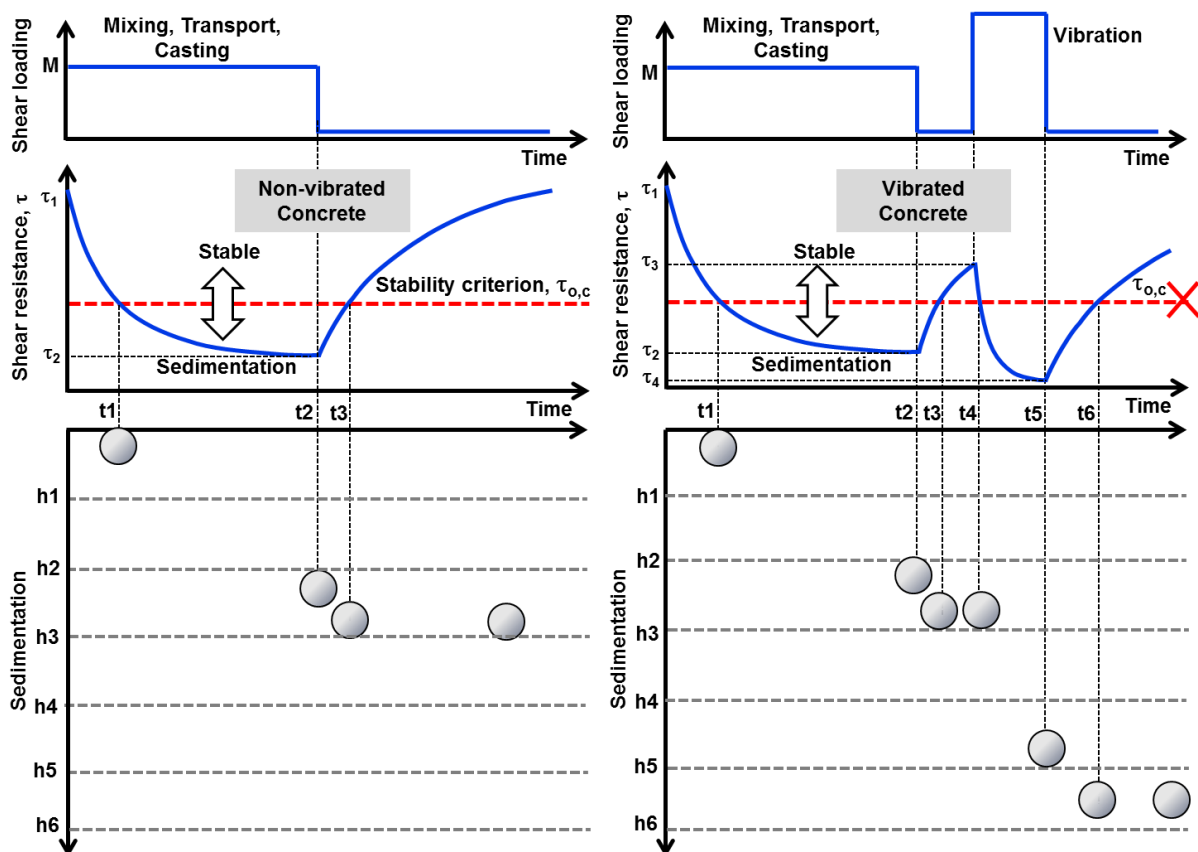 Mixing, Transport,
Casting
M
Shear loading
Time
Shear resistance, τ
τ1
τ2
Non-vibrated
Concrete
Stable
Stability criterion, τo,c
Sedimentation
t1
t2
t3
Time
Sedimentation
h1
h2
h3
h4
h5
h6
Mixing, Transport,
Casting
Vibration
M
Shear loading
Time
Shear resistance, τ
τ1
τ3
τ2
τ4
Vibrated
Concrete
Stable
τo,c
Sedimentation
t1
t2
t3
t4
t5
t6
Time
Sedimentation
h1
h2
h3
h4
h5
h6